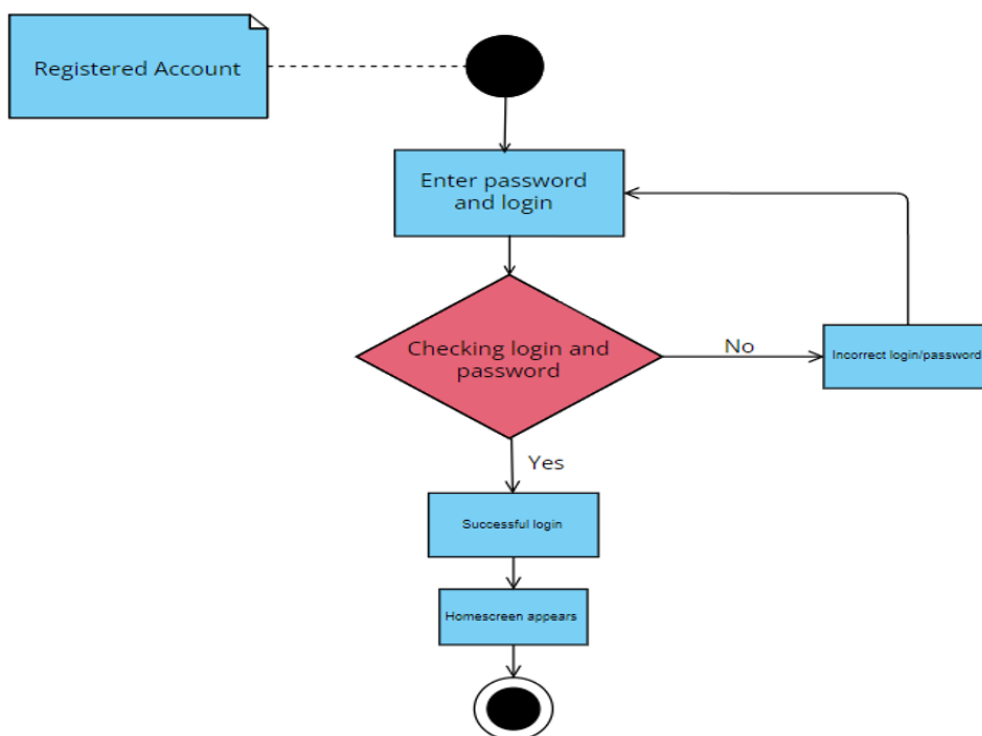 Registered Account
Enter password
and login
Checking login and
password
No
Incorrect login/password
Yes
Successful login
Homescreen appears